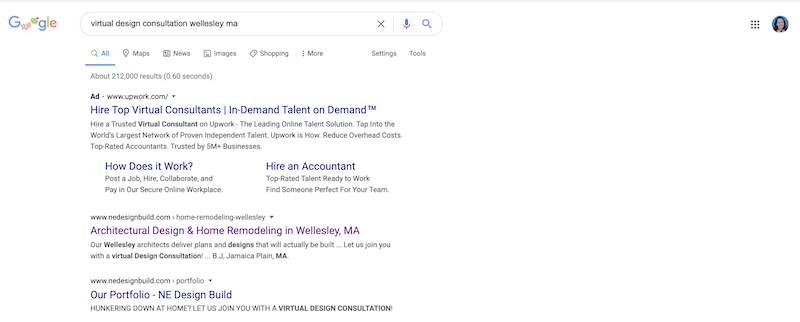 Google
virtual design consultation wellesley ma
All Maps News Images Shopping More Settings Tools
About 212,000 results (0.60 seconds)
Ad · www.upwork.com/
Hire Top Virtual Consultants | In-Demand Talent on Demand™
Hire a Trusted Virtual Consultant on Upwork - The Leading Online Talent Solution. Tap Into the
World's Largest Network of Proven Independent Talent. Upwork is How. Reduce Overhead Costs.
Top-Rated Accountants. Trusted by 5M+ Businesses.
How Does it Work?
Post a Job, Hire, Collaborate, and
Pay in Our Secure Online Workplace.
Hire an Accountant
Top-Rated Talent Ready to Work
Find Someone Perfect For Your Team.
www.nedesignbuild.com › home-remodeling-wellesley
Architectural Design & Home Remodeling in Wellesley, MA
Our Wellesley architects deliver plans and designs that will actually be built ... Let us join you
with a virtual Design Consultation! ... B.J, Jamaica Plain, MA.
www.nedesignbuild.com › portfolio
Our Portfolio - NE Design Build
HUNKERING DOWN AT HOME? LET US JOIN YOU WITH A VIRTUAL DESIGN CONSULTATION!